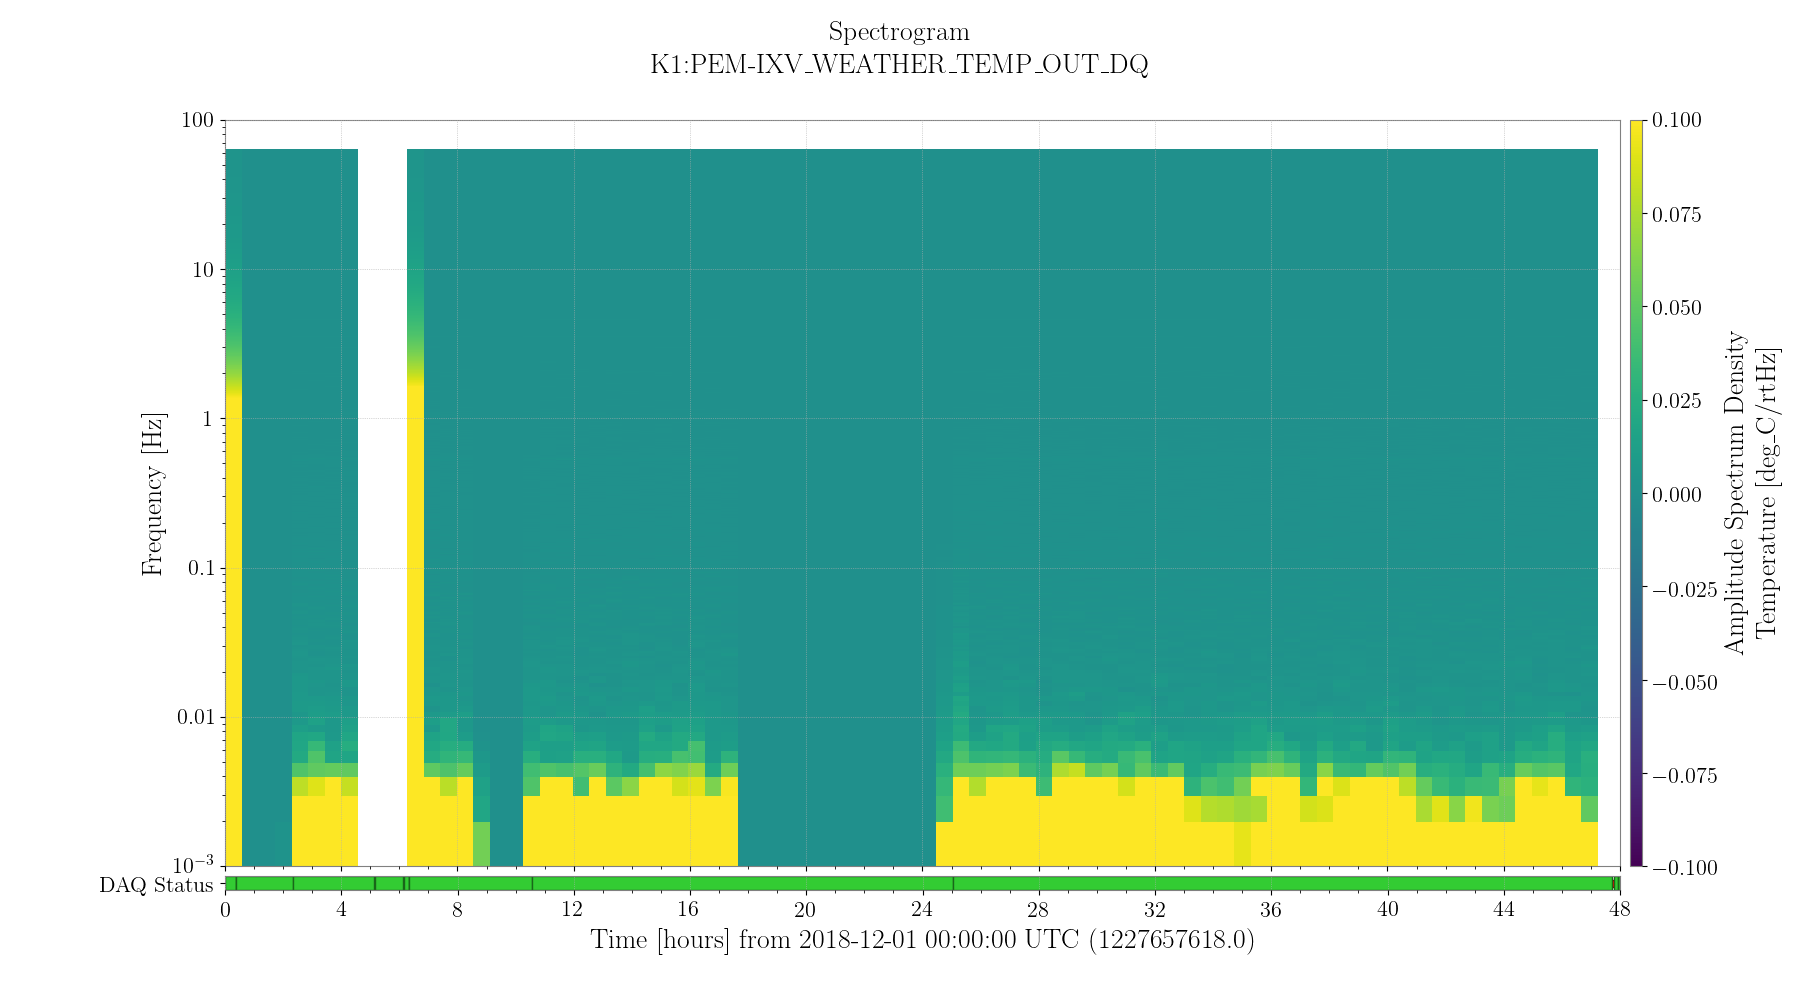 Spectrogram
K1:PEM-IXV_WEATHER_TEMP_OUT_DQ
100
10
1
0.1
0.01
10−3
Frequency [Hz]
0.100
0.075
0.050
0.025
0.000
−0.025
−0.050
−0.075
−0.100
Amplitude Spectrum Density
Temperature [deg_C/rtHz]
DAQ Status
0 4 8 12 16 20 24 28 32 36 40 44 48
Time [hours] from 2018-12-01 00:00:00 UTC (1227657618.0)